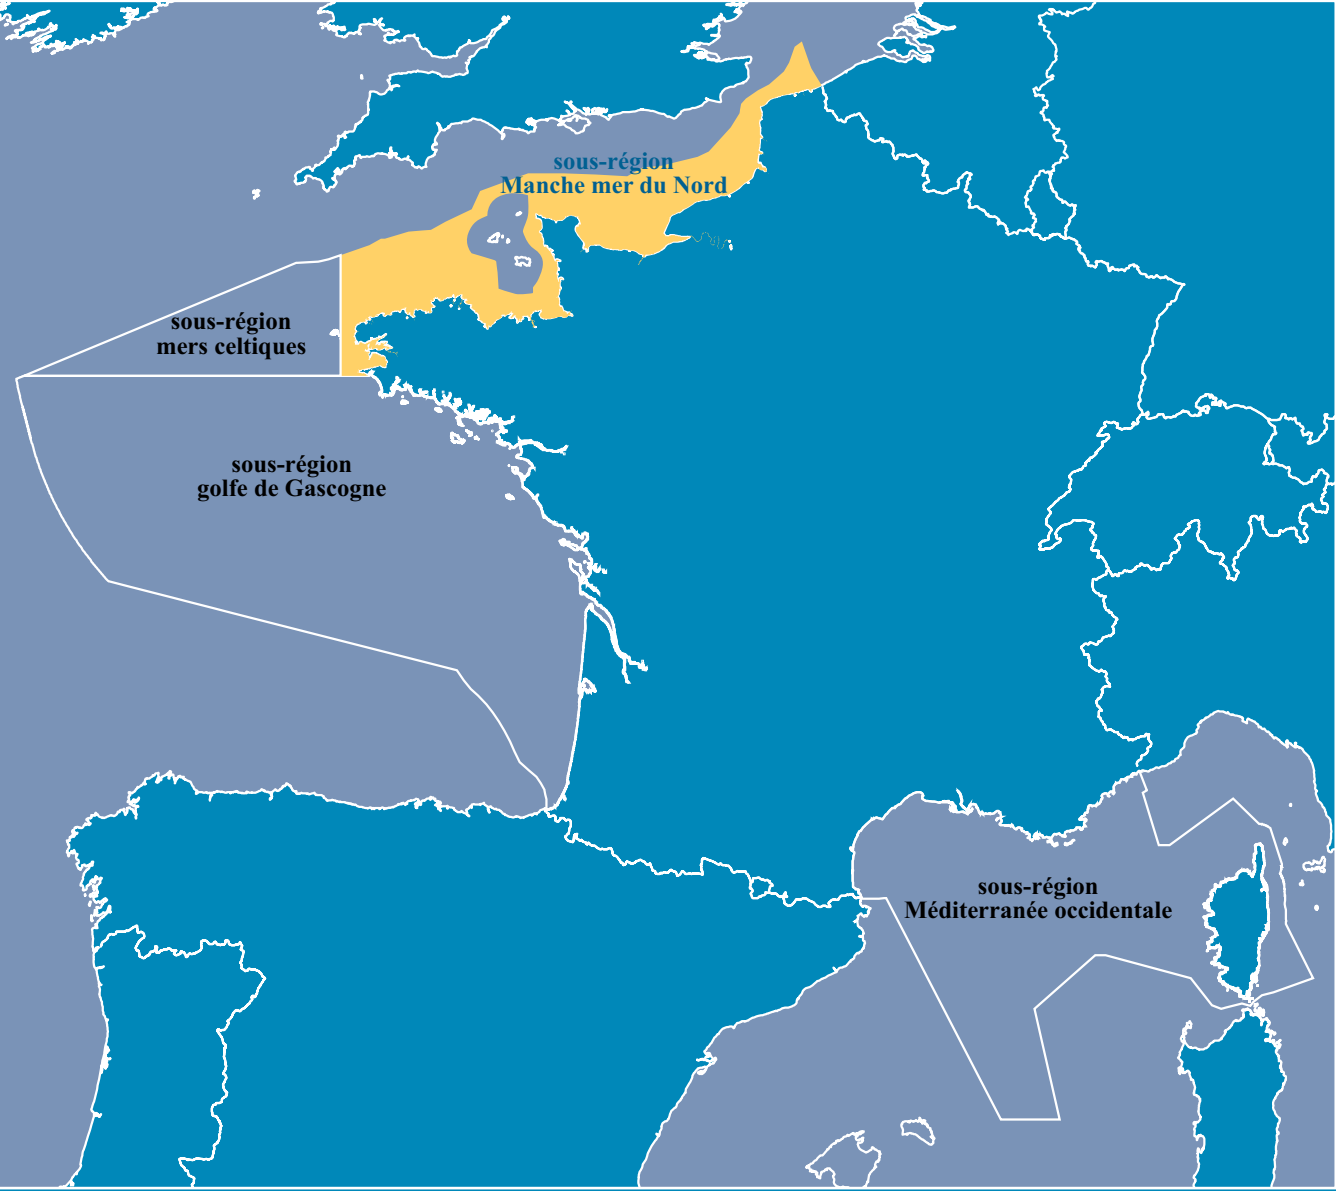 sous-région
Manche mer du Nord
sous-région
mers celtiques
sous-région
golfe de Gascogne
sous-région
Méditerranée occidentale